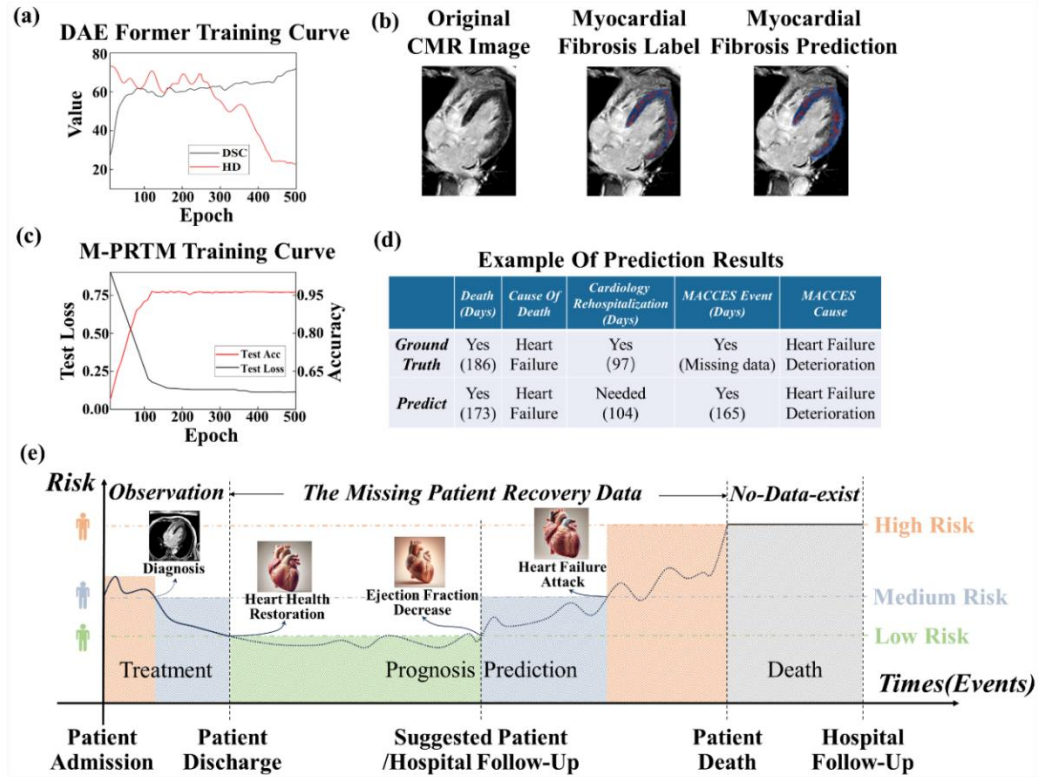 (a)
DAE Former Training Curve
80
60
40
20
Value
DSC
HD
0 100 200 300 400 500
Epoch
(b)
Original
CMR Image
Myocardial
Fibrosis Label
Myocardial
Fibrosis Prediction
(c)
M-PRTM Training Curve
0.75
0.50
0.25
0.00
Test Loss
0.95
0.80
0.65
Accuracy
Test Acc
Test Loss
0 100 200 300 400 500
Epoch
(d)
Example Of Prediction Results
Death
(Days)
Cause Of
Death
Cardiology
Rehospitalization
(Days)
MACCES Event
(Days)
MACCES
Cause
Ground
Truth
Yes
(186)
Heart
Failure
Yes
(97)
Yes
(Missing data)
Heart Failure
Deterioration
Predict
Yes
(173)
Heart
Failure
Needed
(104)
Yes
(165)
Heart Failure
Deterioration
(e)
Risk
Observation
The Missing Patient Recovery Data
No-Data-exist
High Risk
Medium Risk
Low Risk
Diagnosis
Heart Health
Restoration
Ejection Fraction
Decrease
Heart Failure
Attack
Treatment
Prognosis Prediction
Death
Times(Events)
Patient
Admission
Patient
Discharge
Suggested Patient
/Hospital Follow-Up
Patient
Death
Hospital
Follow-Up